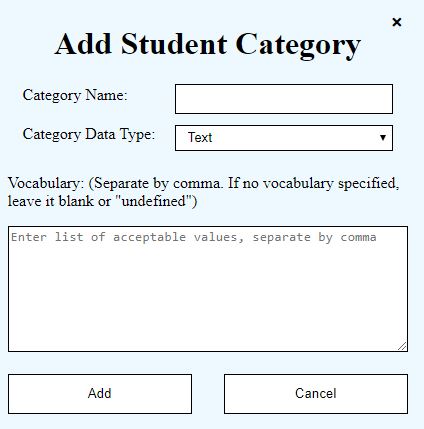 ×
Add Student Category
Category Name:
Category Data Type: Text
Vocabulary: (Separate by comma. If no vocabulary specified,
leave it blank or "undefined")
Enter list of acceptable values, separate by comma
Add Cancel